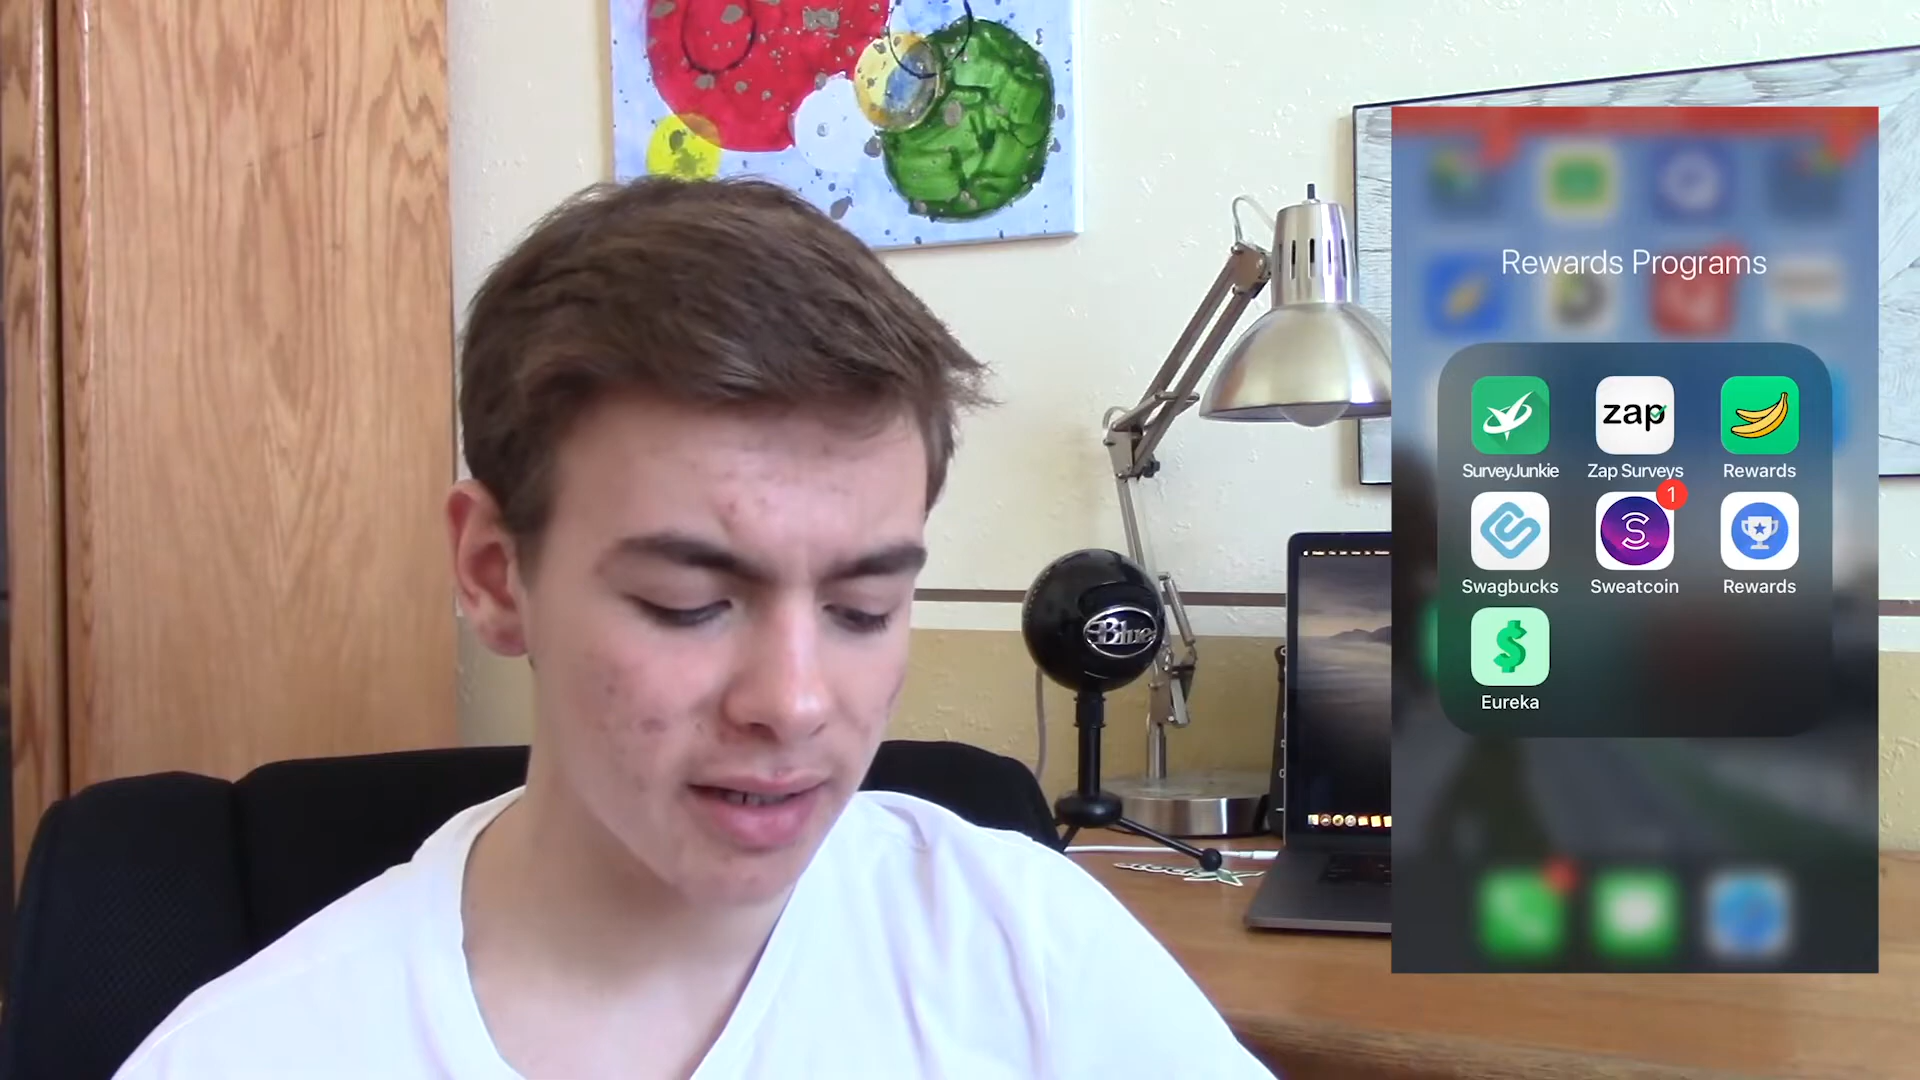 Rewards Programs
zap
SurveyJunkie Zap Surveys Rewards
1
Swagbucks Sweatcoin Rewards
$
Eureka
Blue